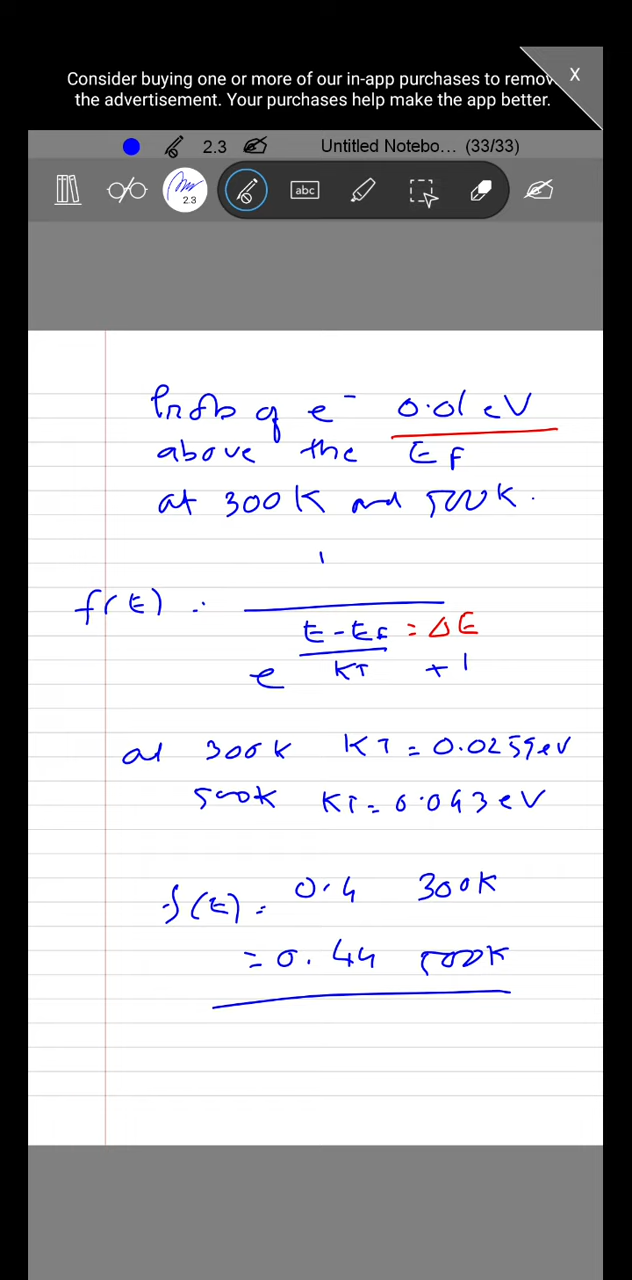 Consider buying one or more of our in-app purchases to remov
the advertisement. Your purchases help make the app better.
X
2.3 Untitled Notebo... (33/33)
2.3 abc
Prob of e⁻ 0.01 eV
above the EF
at 300K and 500K.
f(E) = 1 / (e^((E-EF = ΔE)/KT) + 1)
at 300K KT = 0.0259eV
500K KT = 0.043eV
f(E) = 0.4 300K
= 0.44 500K